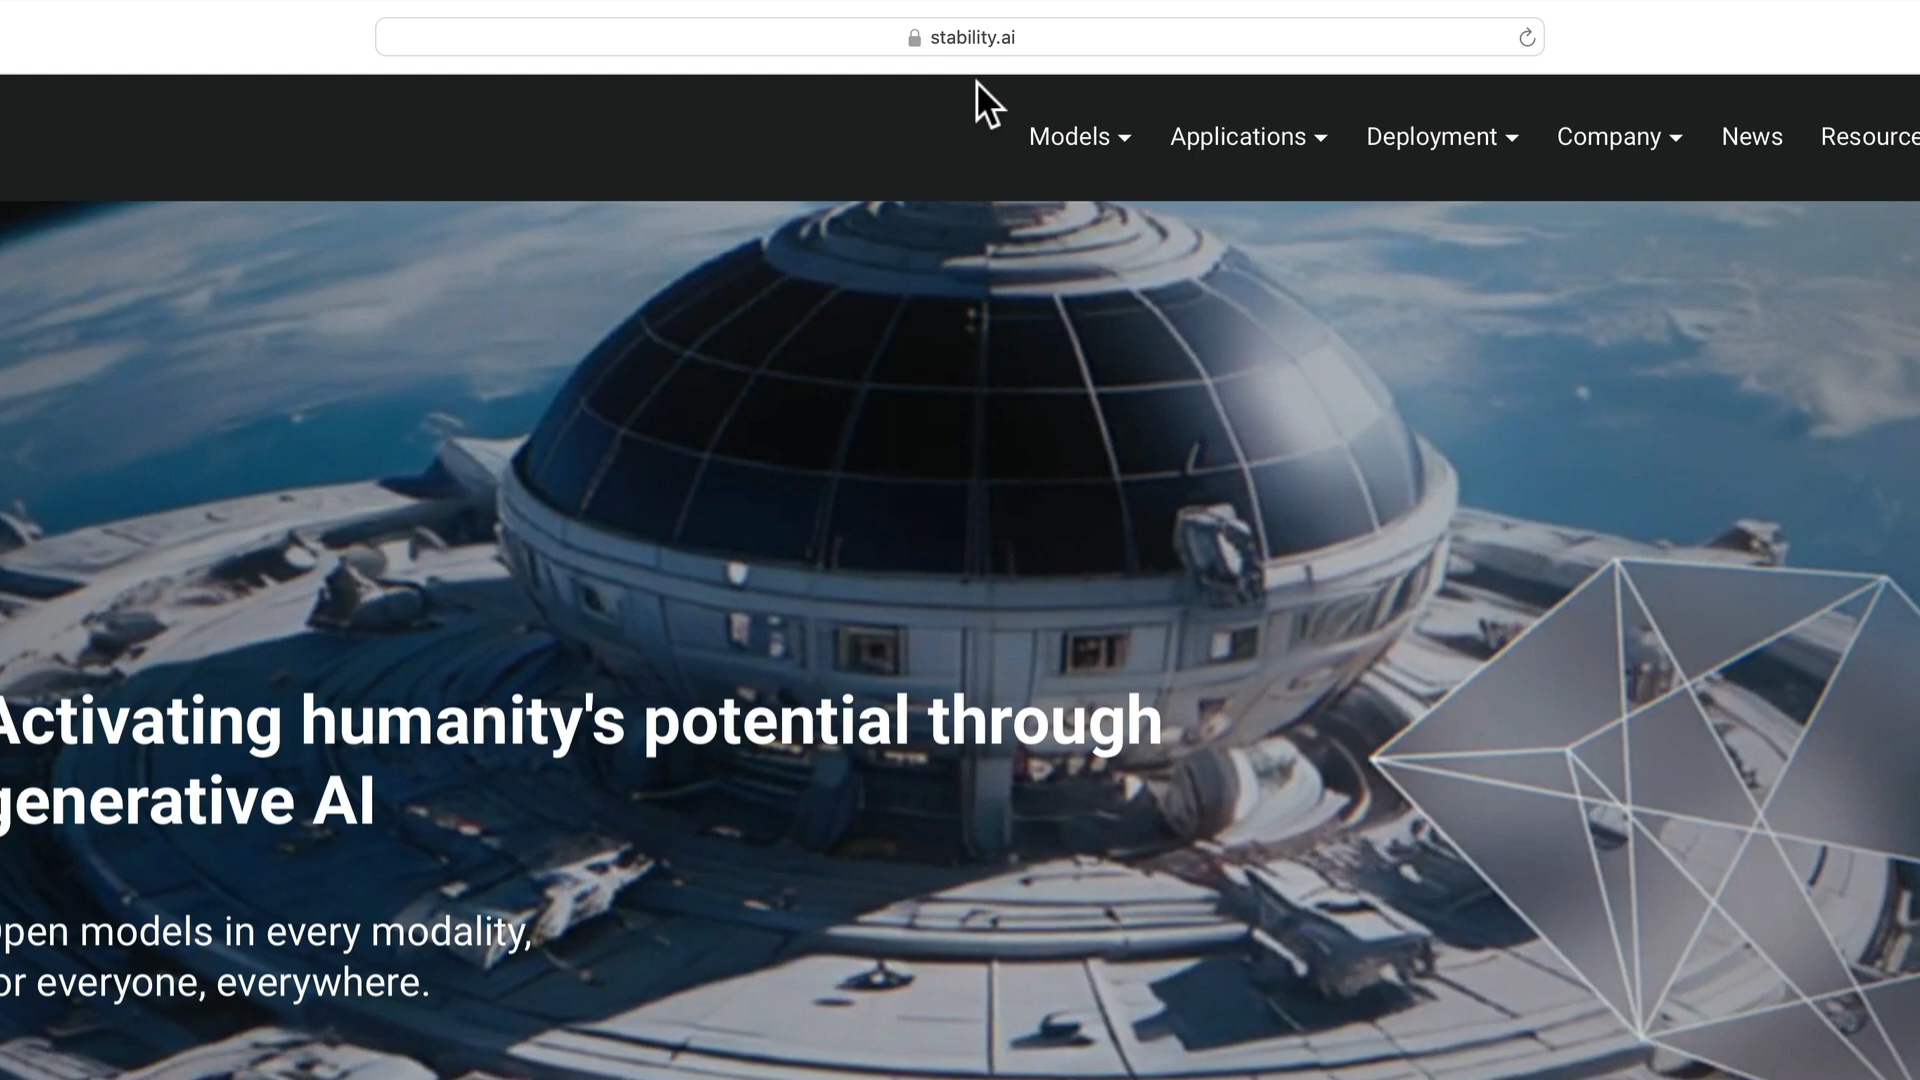 stability.ai
Models Applications Deployment Company News Resource
Activating humanity's potential through
generative AI
Open models in every modality,
or everyone, everywhere.